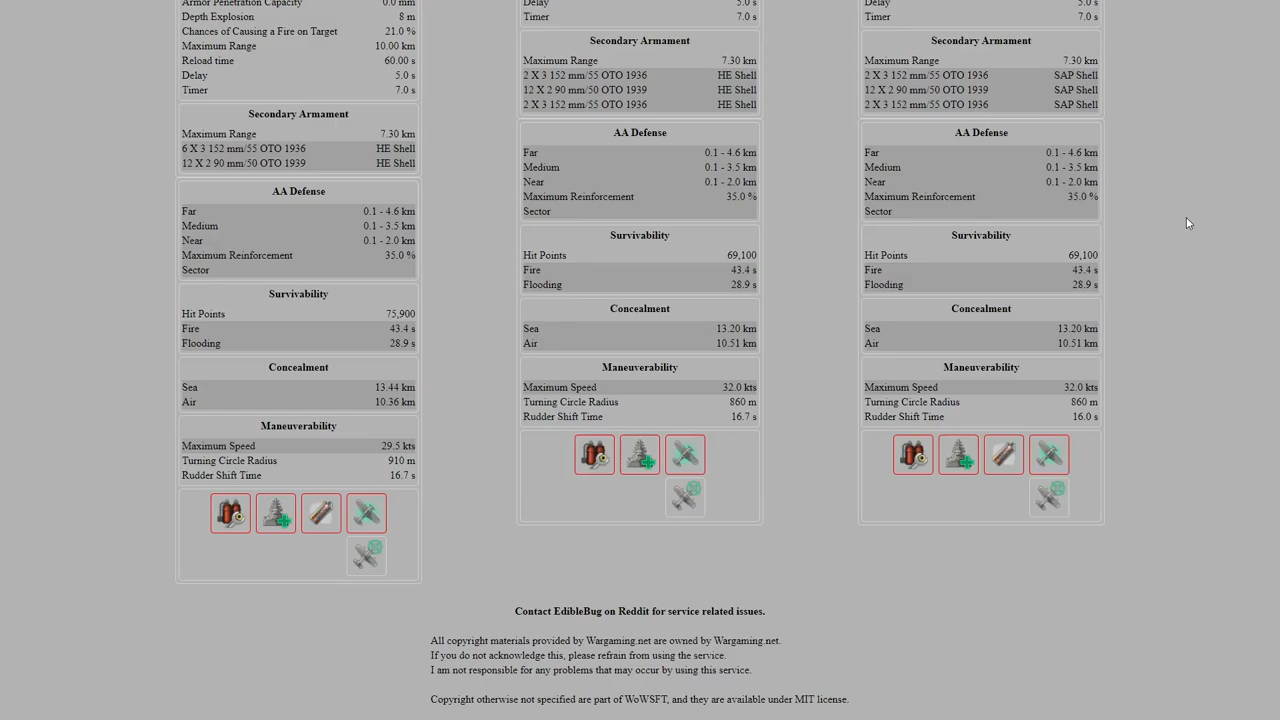 Armor Penetration Capacity 0.0 mm
Depth Explosion 8 m
Chances of Causing a Fire on Target 21.0 %
Maximum Range 10.00 km
Reload time 60.00 s
Delay 5.0 s
Timer 7.0 s
Secondary Armament
Maximum Range 7.30 km
6 X 3 152 mm/55 OTO 1936 HE Shell
12 X 2 90 mm/50 OTO 1939 HE Shell
AA Defense
Far 0.1 - 4.6 km
Medium 0.1 - 3.5 km
Near 0.1 - 2.0 km
Maximum Reinforcement 35.0 %
Sector
Survivability
Hit Points 75,900
Fire 43.4 s
Flooding 28.9 s
Concealment
Sea 13.44 km
Air 10.36 km
Maneuverability
Maximum Speed 29.5 kts
Turning Circle Radius 910 m
Rudder Shift Time 16.7 s
Delay 5.0 s
Timer 7.0 s
Secondary Armament
Maximum Range 7.30 km
2 X 3 152 mm/55 OTO 1936 HE Shell
12 X 2 90 mm/50 OTO 1939 HE Shell
2 X 3 152 mm/55 OTO 1936 HE Shell
AA Defense
Far 0.1 - 4.6 km
Medium 0.1 - 3.5 km
Near 0.1 - 2.0 km
Maximum Reinforcement 35.0 %
Sector
Survivability
Hit Points 69,100
Fire 43.4 s
Flooding 28.9 s
Concealment
Sea 13.20 km
Air 10.51 km
Maneuverability
Maximum Speed 32.0 kts
Turning Circle Radius 860 m
Rudder Shift Time 16.7 s
Delay 5.0 s
Timer 7.0 s
Secondary Armament
Maximum Range 7.30 km
2 X 3 152 mm/55 OTO 1936 SAP Shell
12 X 2 90 mm/50 OTO 1939 SAP Shell
2 X 3 152 mm/55 OTO 1936 SAP Shell
AA Defense
Far 0.1 - 4.6 km
Medium 0.1 - 3.5 km
Near 0.1 - 2.0 km
Maximum Reinforcement 35.0 %
Sector
Survivability
Hit Points 69,100
Fire 43.4 s
Flooding 28.9 s
Concealment
Sea 13.20 km
Air 10.51 km
Maneuverability
Maximum Speed 32.0 kts
Turning Circle Radius 860 m
Rudder Shift Time 16.0 s
Contact EdibleBug on Reddit for service related issues.
All copyright materials provided by Wargaming.net are owned by Wargaming.net.
If you do not acknowledge this, please refrain from using the service.
I am not responsible for any problems that may occur by using this service.
Copyright otherwise not specified are part of WoWSFT, and they are available under MIT license.